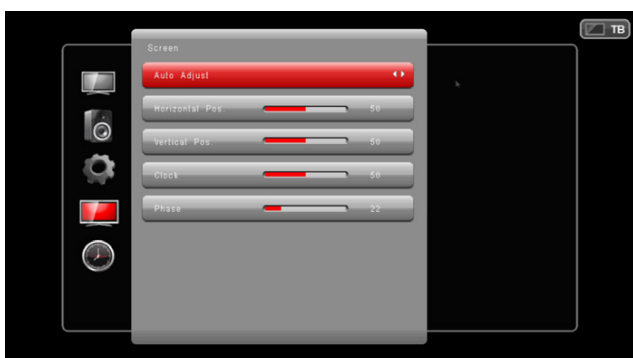 TB
Screen
Auto Adjust
Horizontal Pos. 50
Vertical Pos. 50
Clock 50
Phase 22